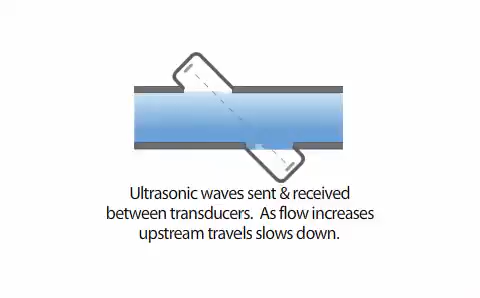 Ultrasonic waves sent & received
between transducers.  As flow increases
upstream travels slows down.